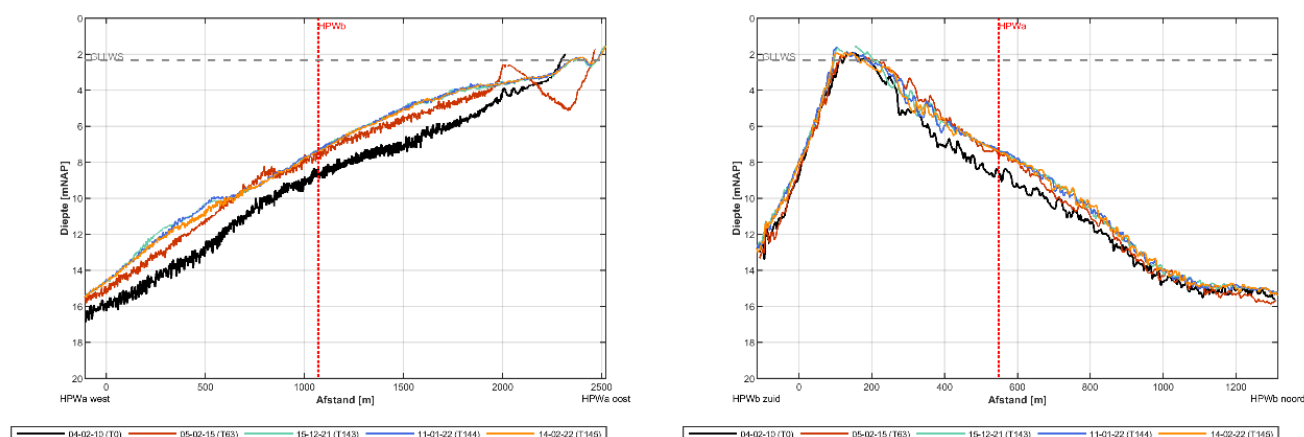 0
HPWb
2
GLLWS
4
6
8
Diepte [mNAP]
10
12
14
16
18
20
0
500
1000
1500
2000
2500
HPWa west
Afstand [m]
HPWa oost
04-02-10 (T0)
05-02-15 (T63)
15-12-21 (T143)
11-01-22 (T144)
14-02-22 (T146)
0
HPWa
2
GLLWS
4
6
8
Diepte [mNAP]
10
12
14
16
18
20
0
200
400
600
800
1000
1200
HPWb zuid
Afstand [m]
HPWb noord
04-02-10 (T0)
05-02-15 (T63)
15-12-21 (T143)
11-01-22 (T144)
14-02-22 (T146)